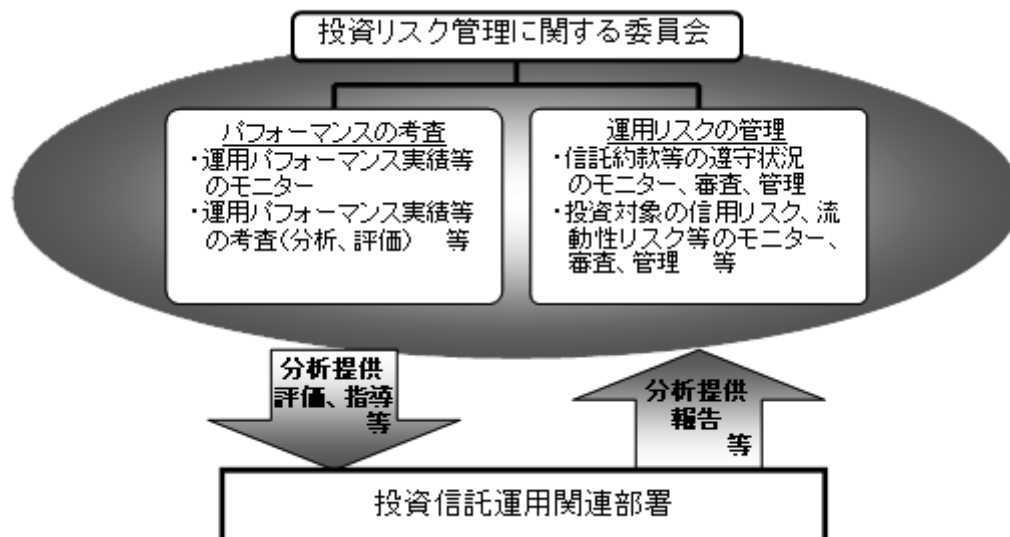 投資リスク管理に関する委員会
パフォーマンスの考査
・運用パフォーマンス実績等
のモニター
・運用パフォーマンス実績等
の考査(分析、評価) 等
運用リスクの管理
・信託約款等の遵守状況
のモニター、審査、管理
・投資対象の信用リスク、流
動性リスク等のモニター、
審査、管理 等
分析提供
評価、指導
等
分析提供
報告
等
投資信託運用関連部署